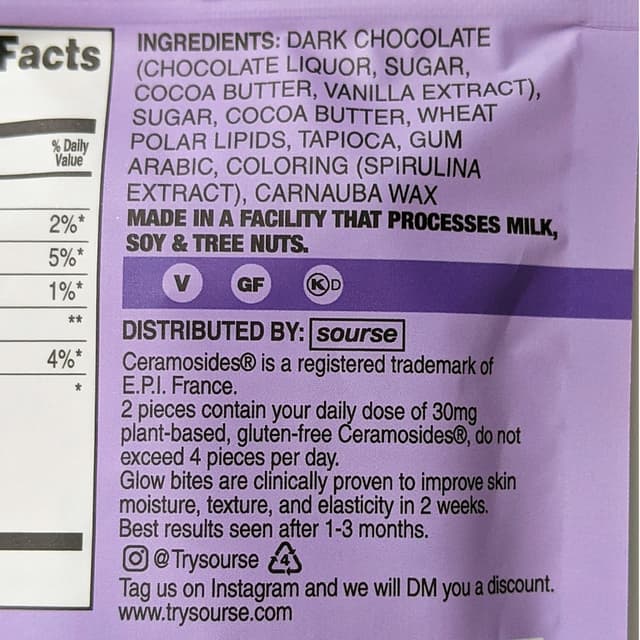 Facts
% Daily
Value
2%*
5%*
1%*
**
4%*
*
INGREDIENTS: DARK CHOCOLATE
(CHOCOLATE LIQUOR, SUGAR,
COCOA BUTTER, VANILLA EXTRACT),
SUGAR, COCOA BUTTER, WHEAT
POLAR LIPIDS, TAPIOCA, GUM
ARABIC, COLORING (SPIRULINA
EXTRACT), CARNAUBA WAX
MADE IN A FACILITY THAT PROCESSES MILK,
SOY & TREE NUTS.
V GF KD
DISTRIBUTED BY: sourse
Ceramosides® is a registered trademark of
E.P.I. France.
2 pieces contain your daily dose of 30mg
plant-based, gluten-free Ceramosides®, do not
exceed 4 pieces per day.
Glow bites are clinically proven to improve skin
moisture, texture, and elasticity in 2 weeks.
Best results seen after 1-3 months.
@Trysourse 4
Tag us on Instagram and we will DM you a discount.
www.trysourse.com